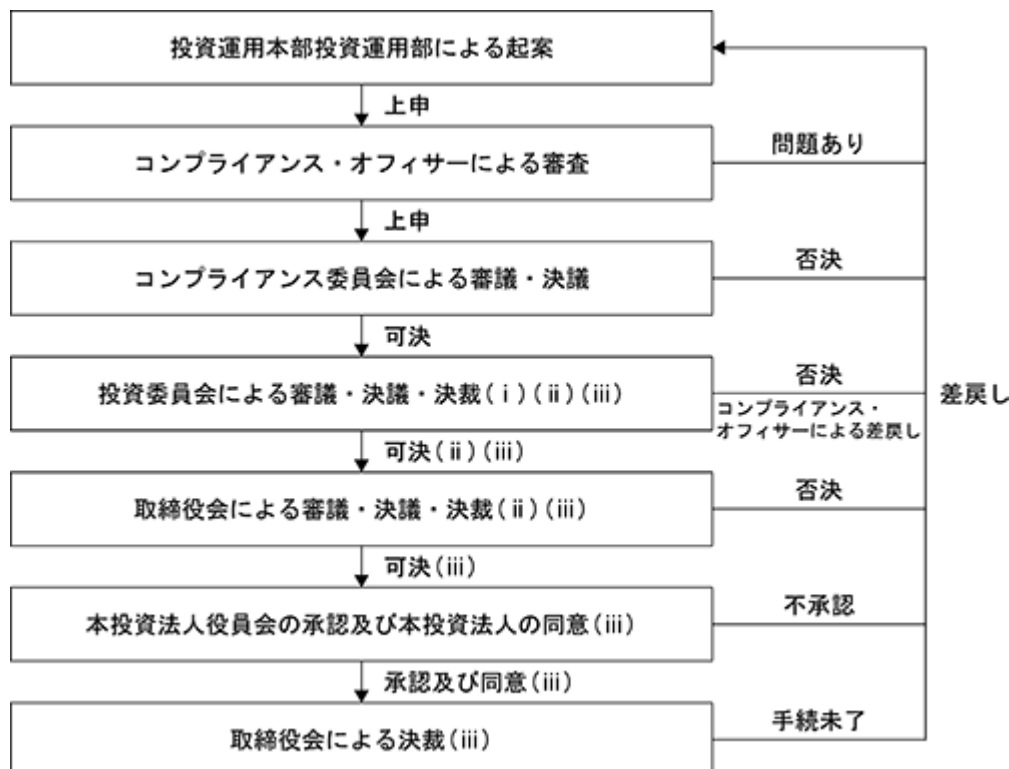 投資運用本部投資運用部による起案
上申
コンプライアンス・オフィサーによる審査
問題あり
上申
コンプライアンス委員会による審議・決議
否決
可決
投資委員会による審議・決議・決裁(ⅰ)(ⅱ)(ⅲ)
否決
コンプライアンス・
オフィサーによる差戻し
差戻し
可決(ⅱ)(ⅲ)
取締役会による審議・決議・決裁(ⅱ)(ⅲ)
否決
可決(ⅲ)
本投資法人役員会の承認及び本投資法人の同意(ⅲ)
不承認
承認及び同意(ⅲ)
取締役会による決裁(ⅲ)
手続未了